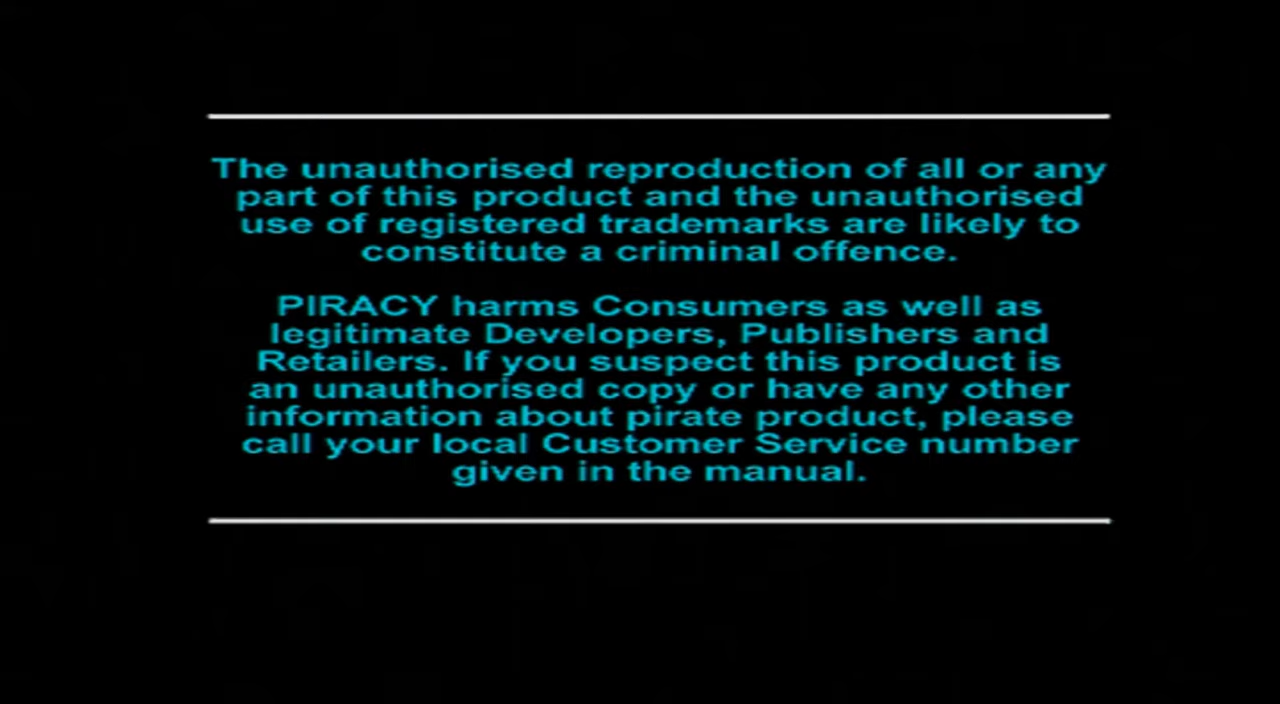 The unauthorised reproduction of all or any
part of this product and the unauthorised
use of registered trademarks are likely to
constitute a criminal offence.
PIRACY harms Consumers as well as
legitimate Developers, Publishers and
Retailers. If you suspect this product is
an unauthorised copy or have any other
information about pirate product, please
call your local Customer Service number
given in the manual.